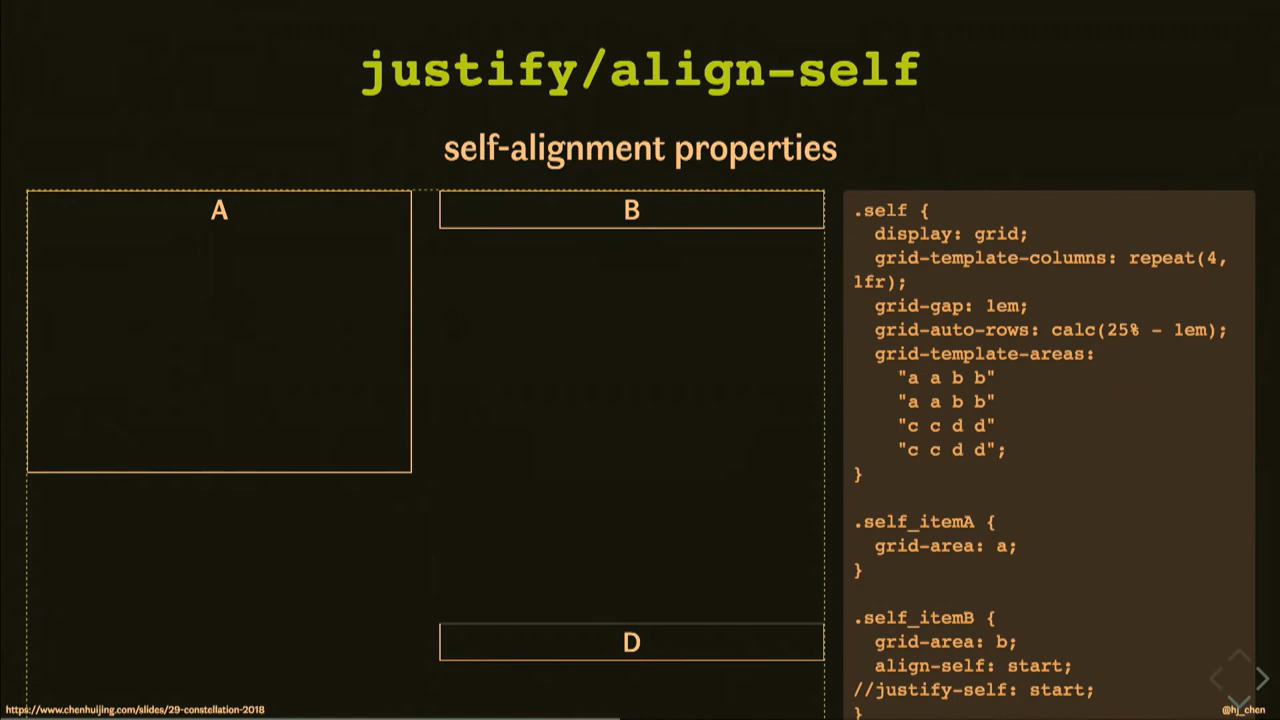 justify/align-self
self-alignment properties
A
B
D
.self {
display: grid;
grid-template-columns: repeat(4,
1fr);
grid-gap: 1em;
grid-auto-rows: calc(25% - 1em);
grid-template-areas:
"a a b b"
"a a b b"
"c c d d"
"c c d d";
}
.self_itemA {
grid-area: a;
}
.self_itemB {
grid-area: b;
align-self: start;
//justify-self: start;
}
https://www.chenhuijing.com/slides/29-constellation-2018
@hj_chen